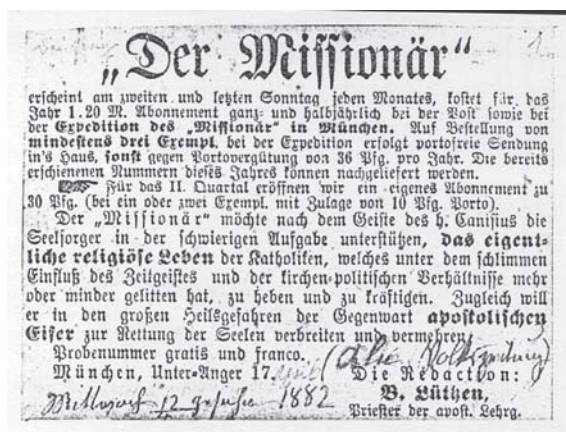 „Der Missionär“
erscheint am zweiten und letzten Sonntag jeden Monates, kostet für das
Jahr 1.20 M. Abonnement ganz- und halbjährlich bei der Post sowie bei
der Expedition des „Missionär“ in München. Auf Bestellung von
mindestens drei Exempl. bei der Expedition erfolgt portofreie Sendung
in's Haus, sonst gegen Portovergütung von 36 Pfg. pro Jahr. Die bereits
erschienenen Nummern dieses Jahres können nachgeliefert werden.
Für das II. Quartal eröffnen wir ein eigenes Abonnement zu
30 Pfg. (bei ein oder zwei Exempl. mit Zulage von 10 Pfg. Porto).
Der „Missionär“ möchte nach dem Geiste des h. Canisius die
Seelsorger in der schwierigen Aufgabe unterstützen, das eigent-
liche religiöse Leben der Katholiken, welches unter dem schlimmen
Einfluß des Zeitgeistes und der kirchen-politischen Verhältnisse mehr
oder minder gelitten hat, zu heben und zu kräftigen. Zugleich will
er in den großen Heilsgefahren der Gegenwart apostolischen
Eifer zur Rettung der Seelen verbreiten und vermehren.
Probenummer gratis und franco.
München, Unter-Anger 17. Die Redaction:
B. Lüthen,
Mittwoch 12 1882
Priester der apost. Lehrg.